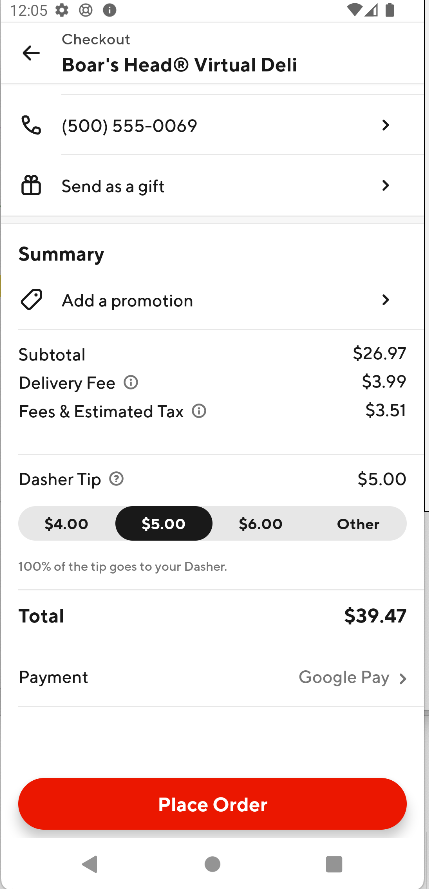 12:05
Checkout
Boar's Head® Virtual Deli
(500) 555-0069
Send as a gift
Summary
Add a promotion
Subtotal $26.97
Delivery Fee $3.99
Fees & Estimated Tax $3.51
Dasher Tip $5.00
$4.00 $5.00 $6.00 Other
100% of the tip goes to your Dasher.
Total $39.47
Payment Google Pay
Place Order